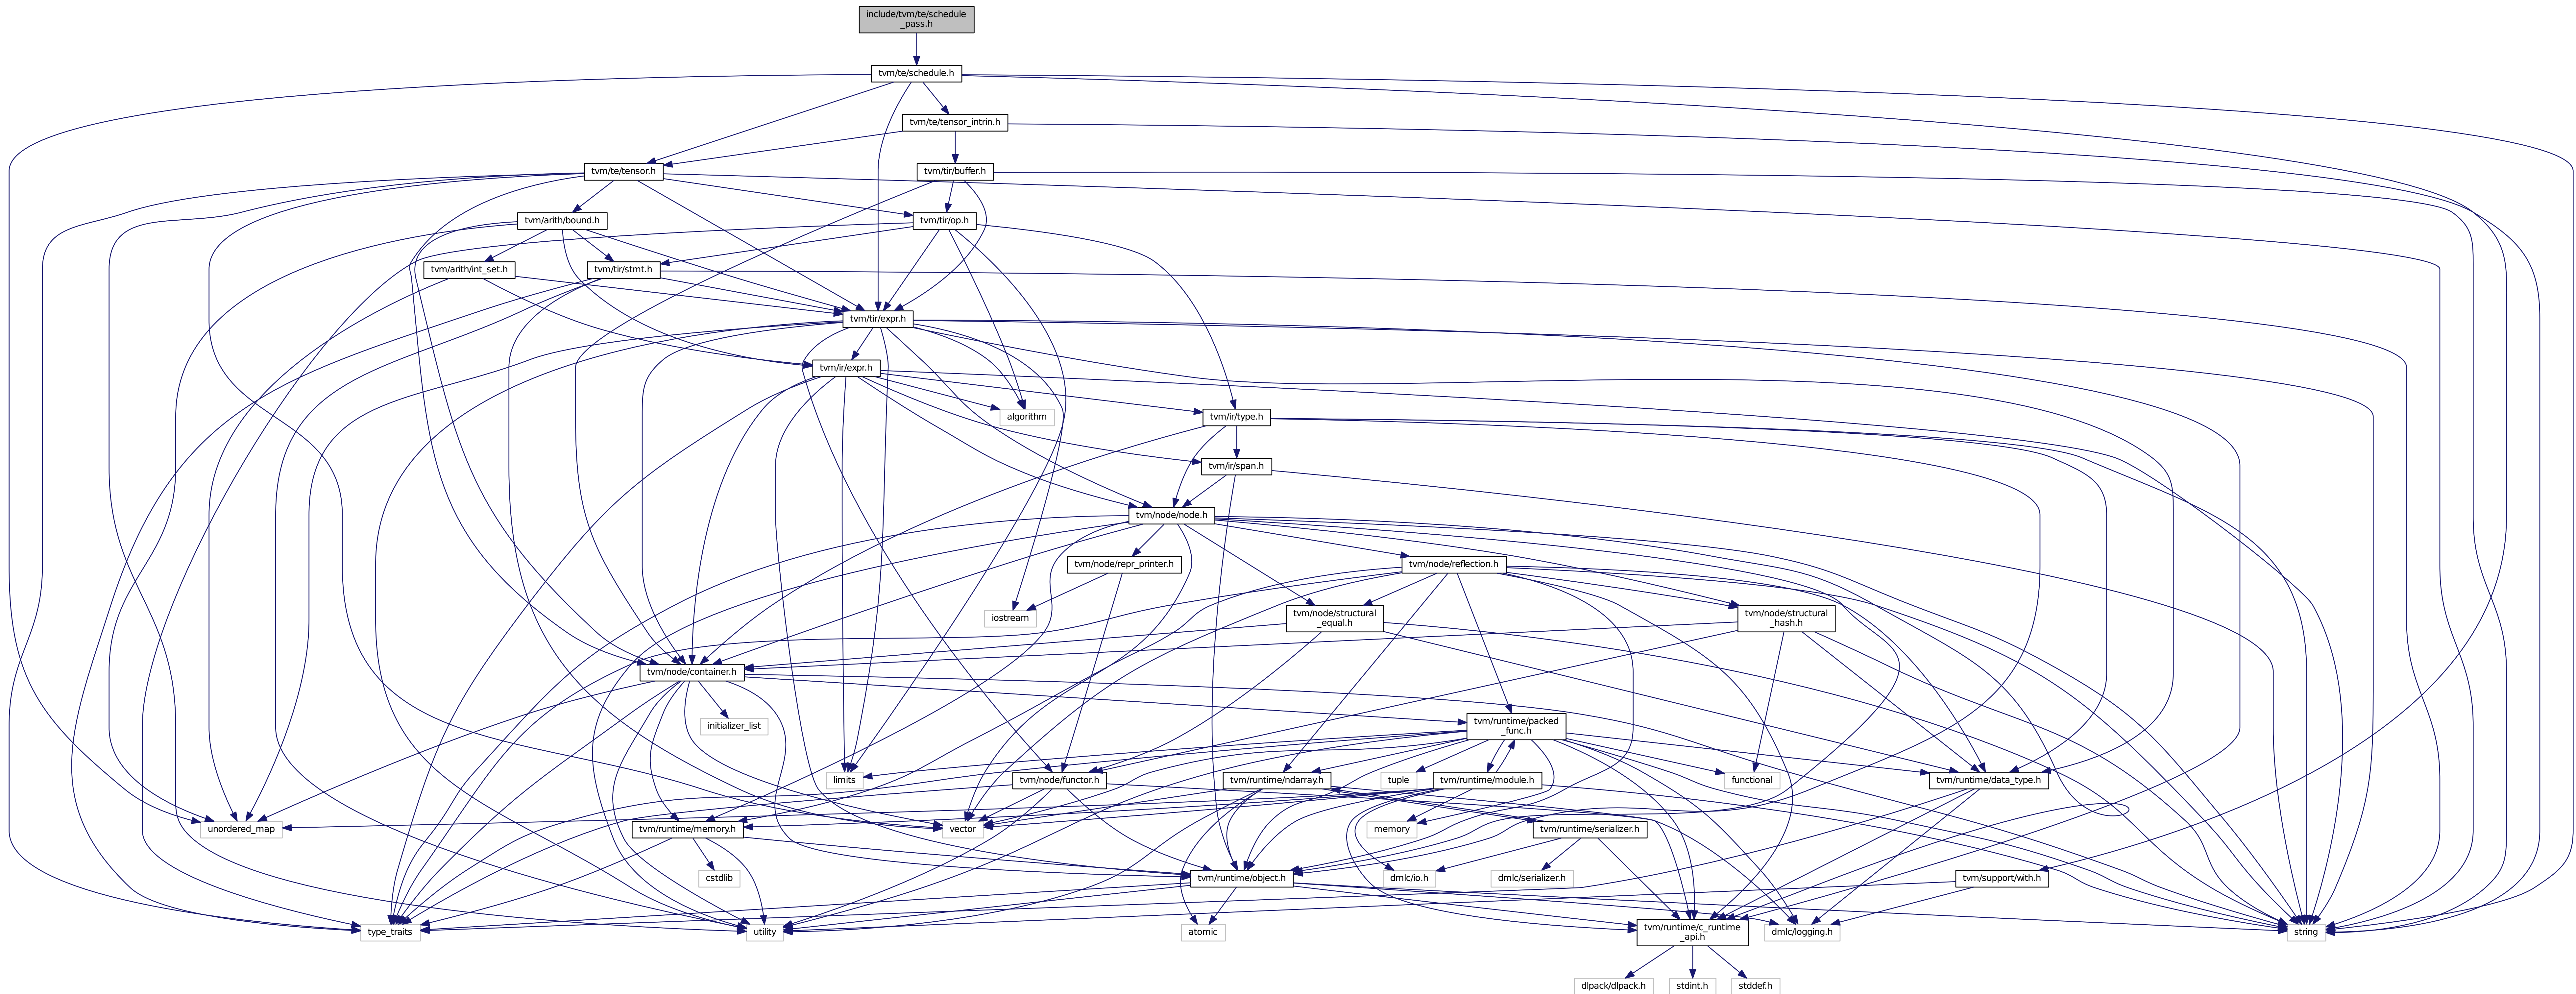 include/tvm/te/schedule
_pass.h
tvm/te/schedule.h
tvm/te/tensor_intrin.h
tvm/te/tensor.h
tvm/tir/buffer.h
tvm/arith/bound.h
tvm/tir/op.h
tvm/arith/int_set.h
tvm/tir/stmt.h
tvm/tir/expr.h
tvm/ir/expr.h
algorithm
tvm/ir/type.h
tvm/ir/span.h
tvm/node/node.h
tvm/node/repr_printer.h
tvm/node/reflection.h
iostream
tvm/node/structural
_equal.h
tvm/node/structural
_hash.h
tvm/node/container.h
initializer_list
tvm/runtime/packed
_func.h
limits
tvm/node/functor.h
tvm/runtime/ndarray.h
tuple
tvm/runtime/module.h
functional
tvm/runtime/data_type.h
unordered_map
tvm/runtime/memory.h
vector
memory
tvm/runtime/serializer.h
cstdlib
tvm/runtime/object.h
dmlc/io.h
dmlc/serializer.h
tvm/support/with.h
type_traits
utility
atomic
tvm/runtime/c_runtime
_api.h
dmlc/logging.h
string
dlpack/dlpack.h
stdint.h
stddef.h